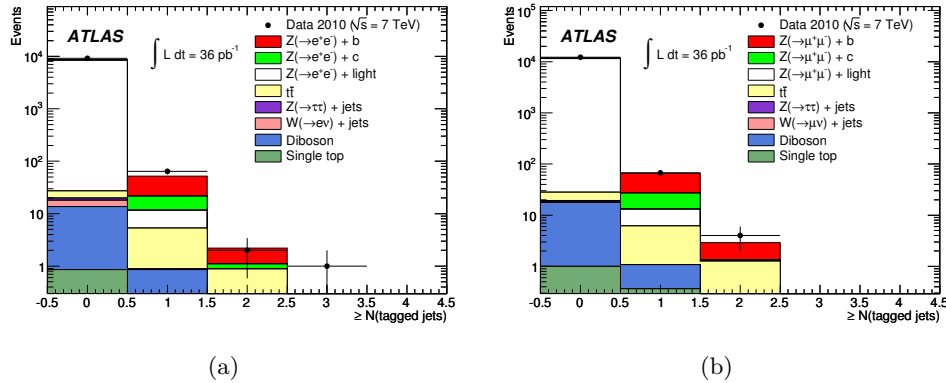 Events
ATLAS
∫ L dt = 36 pb⁻¹
Data 2010 (√s = 7 TeV)
Z(→e⁺e⁻) + b
Z(→e⁺e⁻) + c
Z(→e⁺e⁻) + light
tt̄
Z(→ττ) + jets
W(→eν) + jets
Diboson
Single top
10⁴
10³
10²
10
1
-0.5 0 0.5 1 1.5 2 2.5 3 3.5 4 4.5
≥ N(tagged jets)
(a)
Events
ATLAS
∫ L dt = 36 pb⁻¹
Data 2010 (√s = 7 TeV)
Z(→μ⁺μ⁻) + b
Z(→μ⁺μ⁻) + c
Z(→μ⁺μ⁻) + light
tt̄
Z(→ττ) + jets
W(→μν) + jets
Diboson
Single top
10⁵
10⁴
10³
10²
10
1
-0.5 0 0.5 1 1.5 2 2.5 3 3.5 4 4.5
≥ N(tagged jets)
(b)